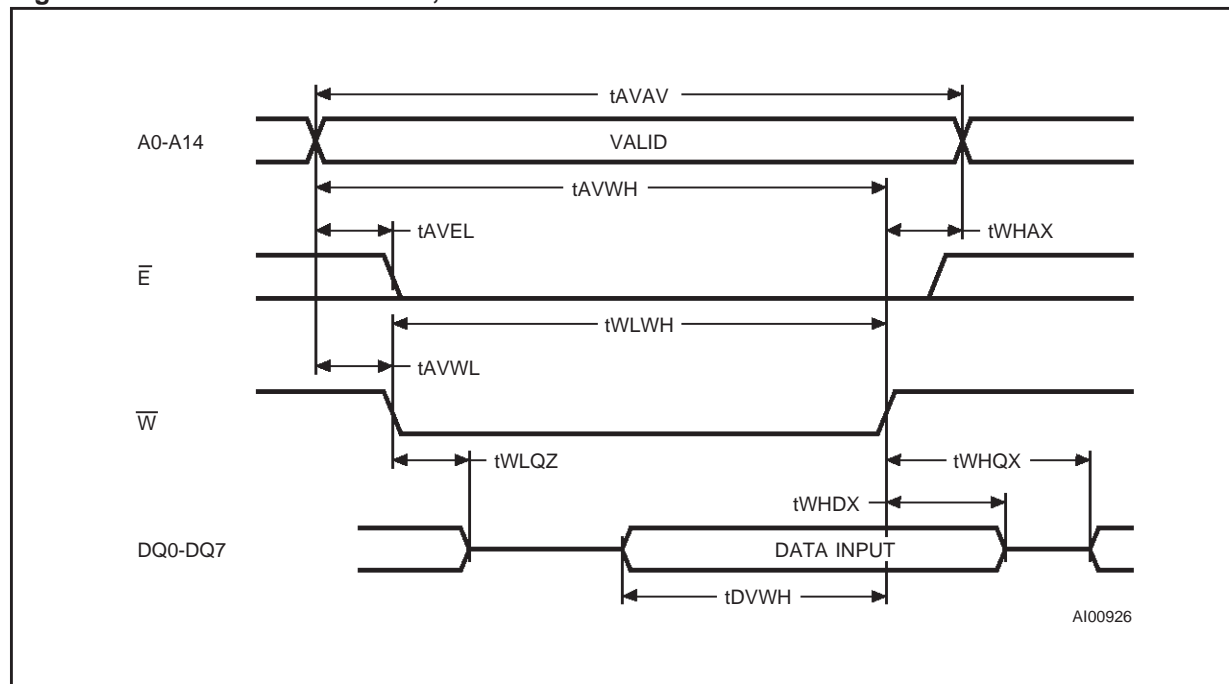 tAVAV
A0-A14
VALID
tAVWH
tAVEL
tWHAX
E̅
tWLWH
tAVWL
W̅
tWLQZ
tWHQX
tWHDX
DQ0-DQ7
DATA INPUT
tDVWH
AI00926